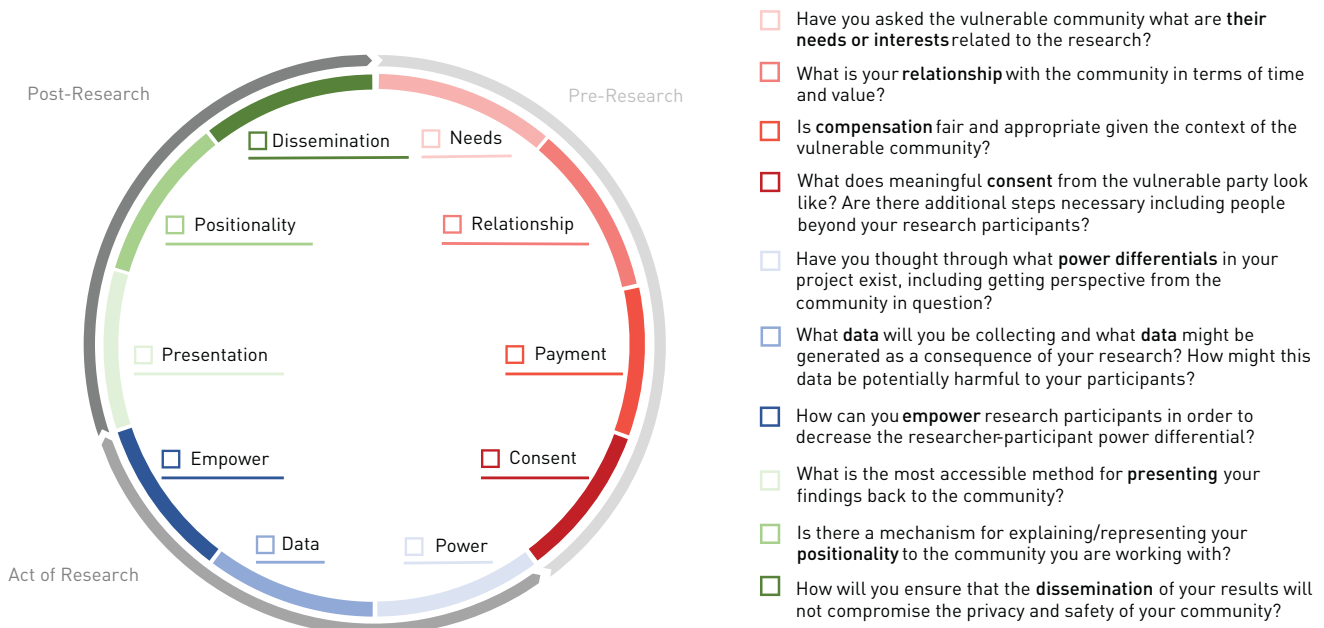 Post-Research
Pre-Research
Dissemination
Needs
Positionality
Relationship
Presentation
Payment
Empower
Consent
Data
Power
Act of Research
Have you asked the vulnerable community what are their
needs or interests related to the research?
What is your relationship with the community in terms of time
and value?
Is compensation fair and appropriate given the context of the
vulnerable community?
What does meaningful consent from the vulnerable party look
like? Are there additional steps necessary including people
beyond your research participants?
Have you thought through what power differentials in your
project exist, including getting perspective from the
community in question?
What data will you be collecting and what data might be
generated as a consequence of your research? How might this
data be potentially harmful to your participants?
How can you empower research participants in order to
decrease the researcher-participant power differential?
What is the most accessible method for presenting your
findings back to the community?
Is there a mechanism for explaining/representing your
positionality to the community you are working with?
How will you ensure that the dissemination of your results will
not compromise the privacy and safety of your community?